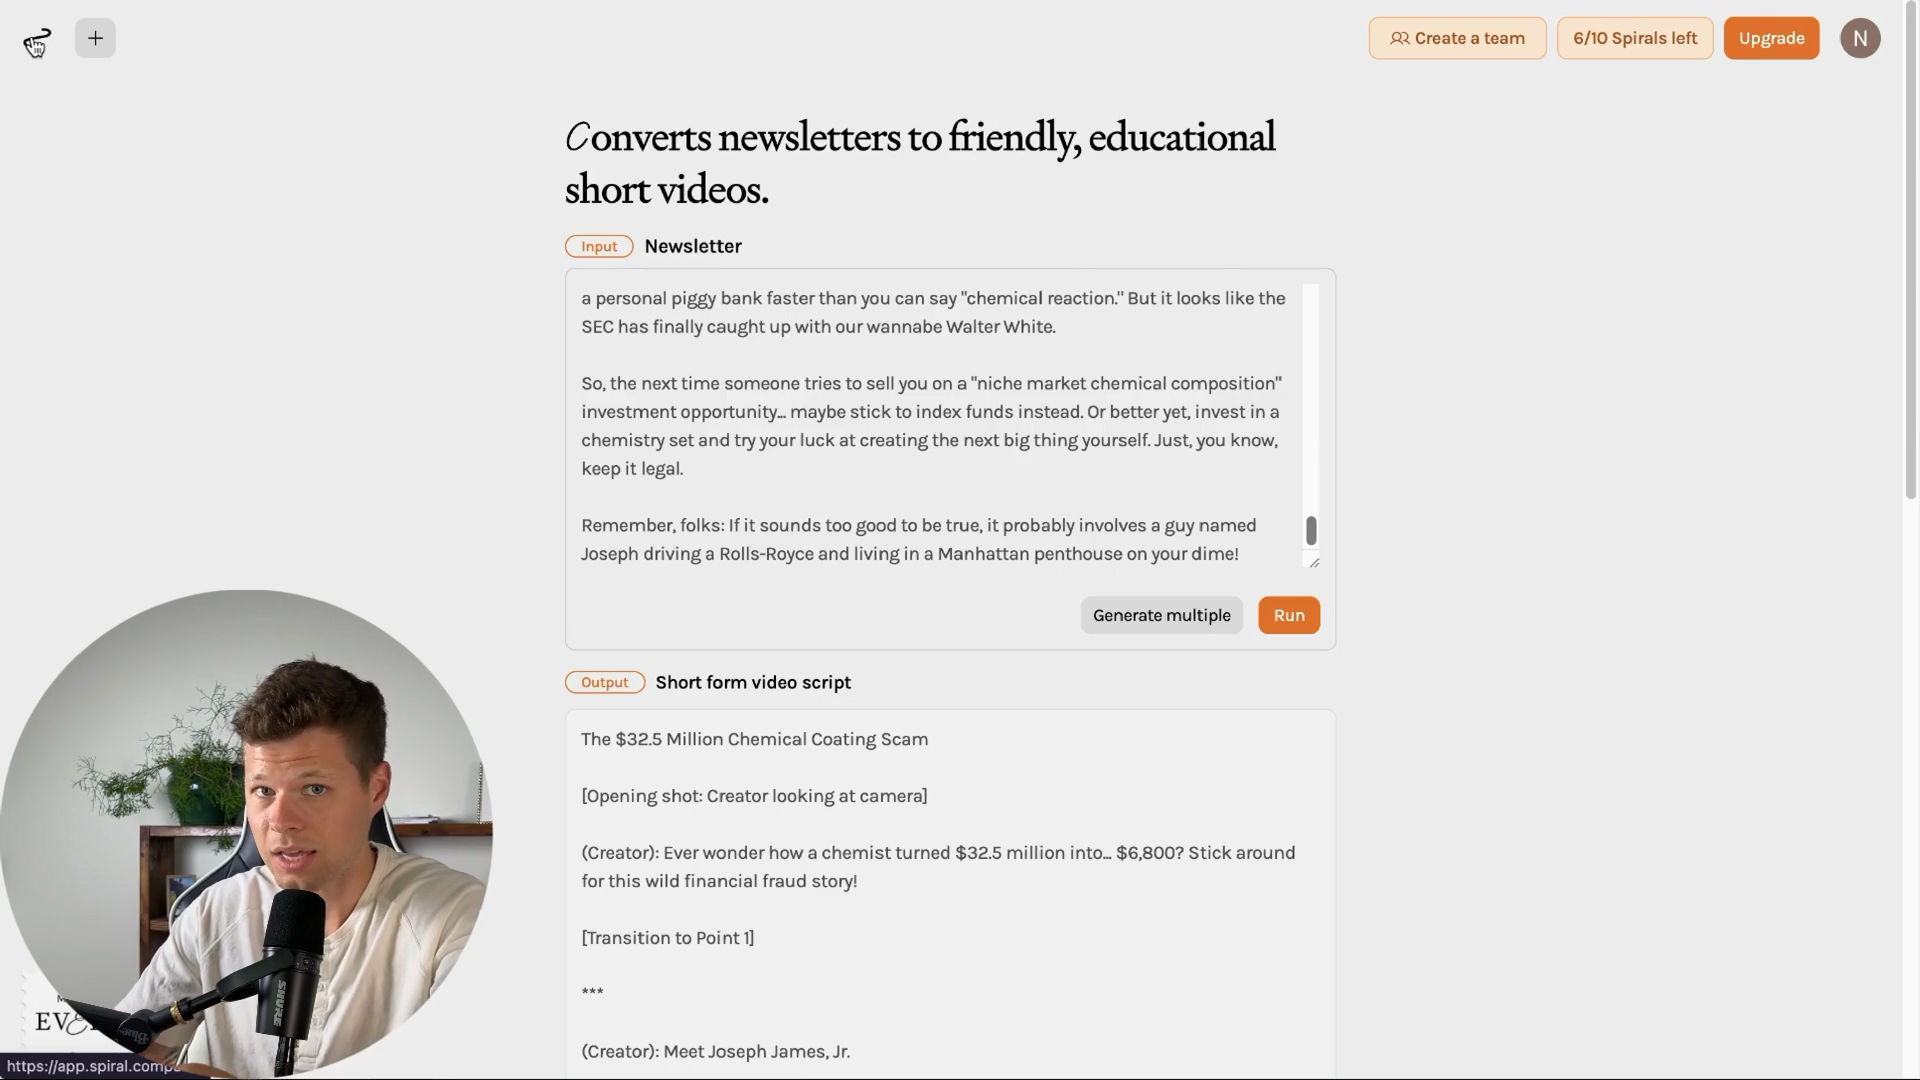 Create a team
6/10 Spirals left
Upgrade
N
Converts newsletters to friendly, educational
short videos.
Input
Newsletter
a personal piggy bank faster than you can say "chemical reaction." But it looks like the
SEC has finally caught up with our wannabe Walter White.
So, the next time someone tries to sell you on a "niche market chemical composition"
investment opportunity... maybe stick to index funds instead. Or better yet, invest in a
chemistry set and try your luck at creating the next big thing yourself. Just, you know,
keep it legal.
Remember, folks: If it sounds too good to be true, it probably involves a guy named
Joseph driving a Rolls-Royce and living in a Manhattan penthouse on your dime!
Generate multiple
Run
Output
Short form video script
The $32.5 Million Chemical Coating Scam
[Opening shot: Creator looking at camera]
(Creator): Ever wonder how a chemist turned $32.5 million into... $6,800? Stick around
for this wild financial fraud story!
[Transition to Point 1]
***
(Creator): Meet Joseph James, Jr.
SHURE
Blue
https://app.spiral.comp